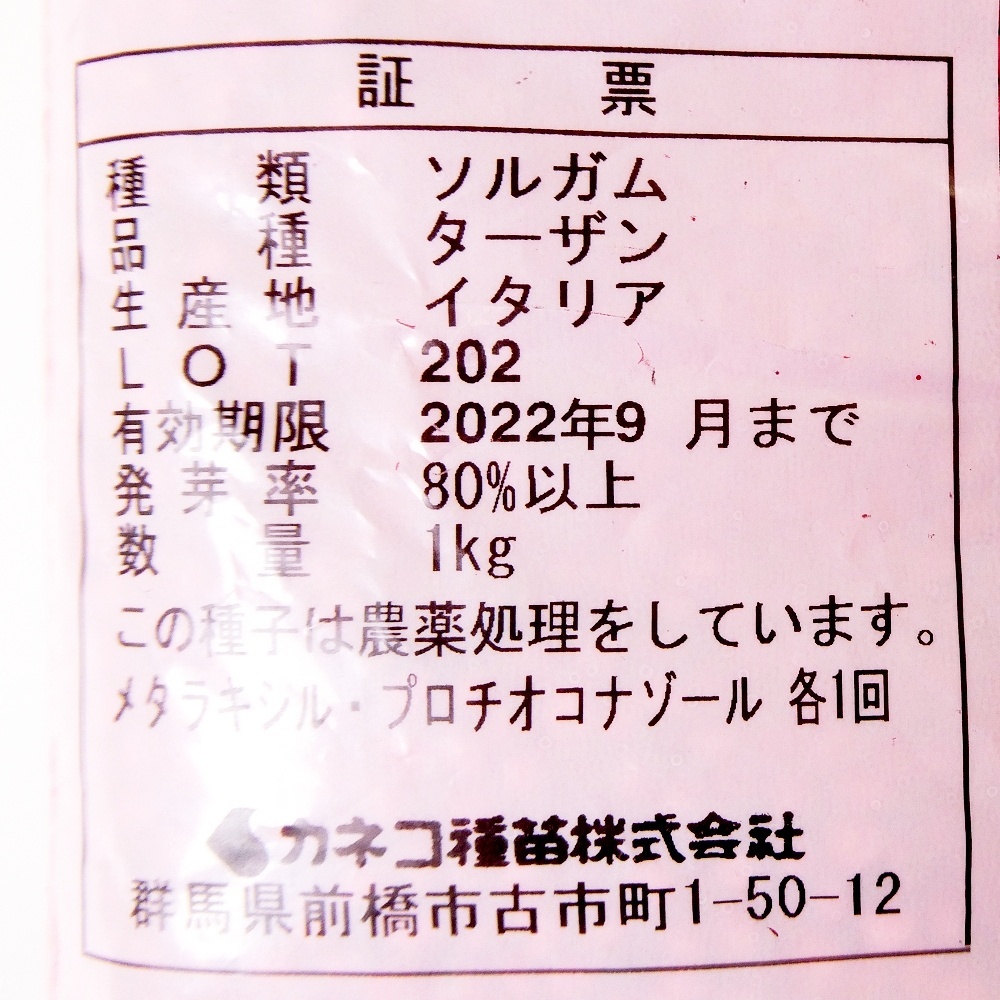 証 票
種 類 ソルガム
品 種 ターザン
生 産 地 イタリア
L O T 202
有効期限 2022年9 月まで
発 芽 率 80%以上
数 量 1kg
この種子は農薬処理をしています。
メタラキシル・プロチオコナゾール 各1回
カネコ種苗株式会社
群馬県前橋市古市町1-50-12